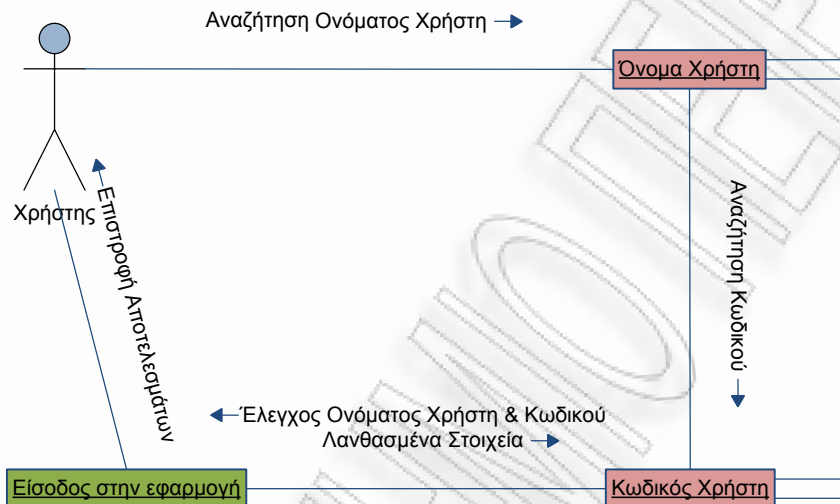 Αναζήτηση Ονόματος Χρήστη
Όνομα Χρήστη
Χρήστης
Επιστροφή Αποτελεσμάτων
Αναζήτηση Κωδικού
Έλεγχος Ονόματος Χρήστη & Κωδικού
Λανθασμένα Στοιχεία
Είσοδος στην εφαρμογή
Κωδικός Χρήστη